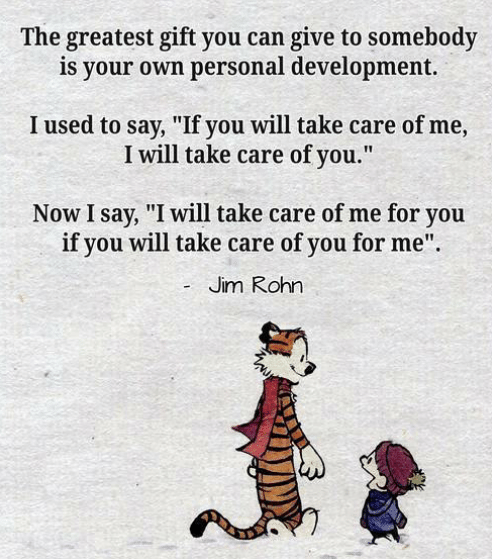 The greatest gift you can give to somebody
is your own personal development.
I used to say, "If you will take care of me,
I will take care of you."
Now I say, "I will take care of me for you
if you will take care of you for me".
- Jim Rohn